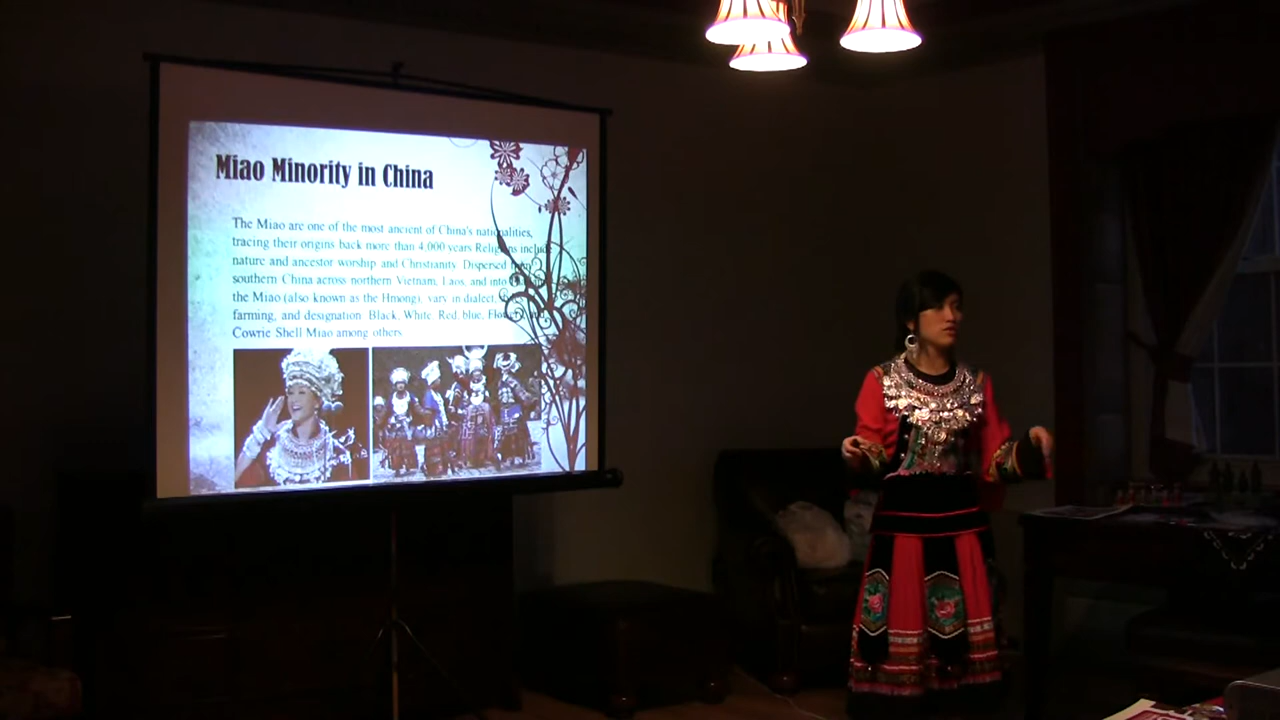 Miao Minority in China
The Miao are one of the most ancient of China's nationalities,
tracing their origins back more than 4,000 years Religions include
nature and ancestor worship and Christianity. Dispersed from
southern China across northern Vietnam, Laos, and into
the Miao (also known as the Hmong), vary in dialect,
farming, and designation: Black, White, Red, blue, Flowery, and
Cowrie Shell Miao among others